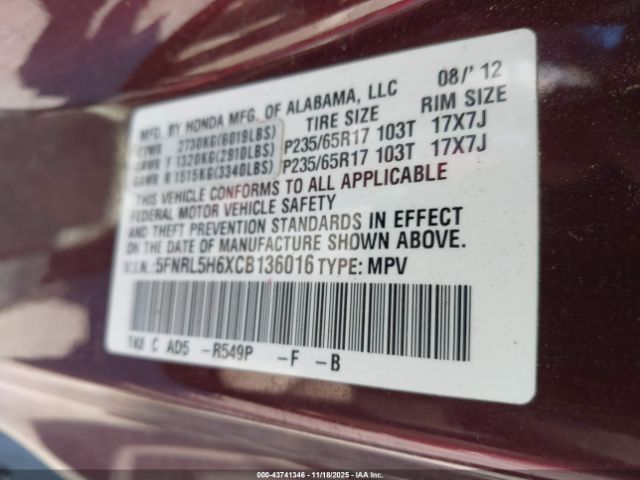 MFD. BY HONDA MFG. OF ALABAMA, LLC 08/' 12
GVWR 2730KG(6019LBS) TIRE SIZE RIM SIZE
GAWR F 1320KG(2910LBS) P235/65R17 103T 17X7J
GAWR R 1515KG(3340LBS) P235/65R17 103T 17X7J
THIS VEHICLE CONFORMS TO ALL APPLICABLE
FEDERAL MOTOR VEHICLE SAFETY
AND THEFT PREVENTION STANDARDS IN EFFECT
ON THE DATE OF MANUFACTURE SHOWN ABOVE.
V.I.N.:5FNRL5H6XCB136016 TYPE: MPV
TK8 C AD5 -R549P -F -B
00-43741346 - 11/18/2025 - IAA Inc.